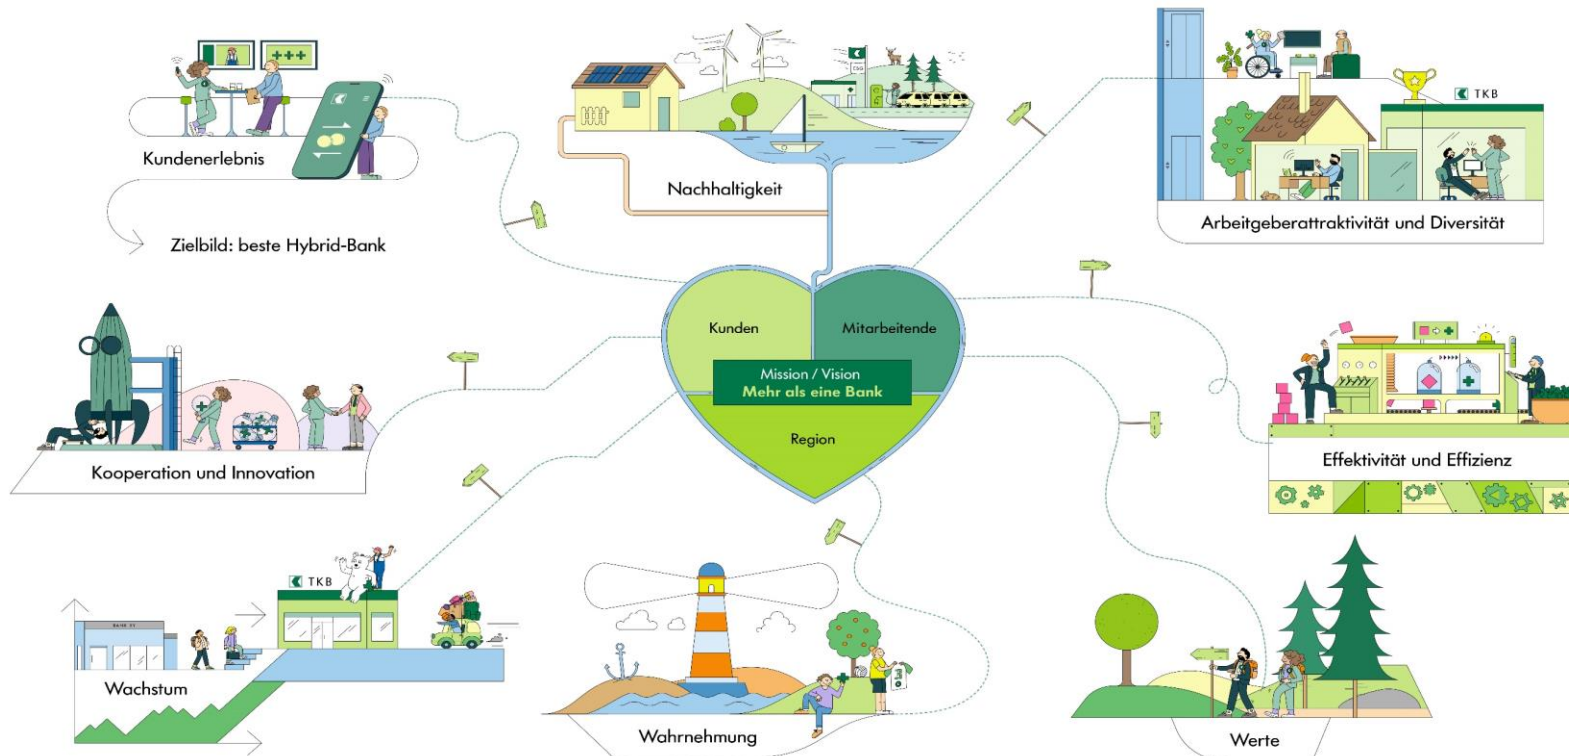 Kundenerlebnis
Zielbild: beste Hybrid-Bank
Nachhaltigkeit
TKB
Arbeitgeberattraktivität und Diversität
Kunden
Mitarbeitende
Mission / Vision
Mehr als eine Bank
Region
Kooperation und Innovation
Effektivität und Effizienz
TKB
Wachstum
Wahrnehmung
Werte